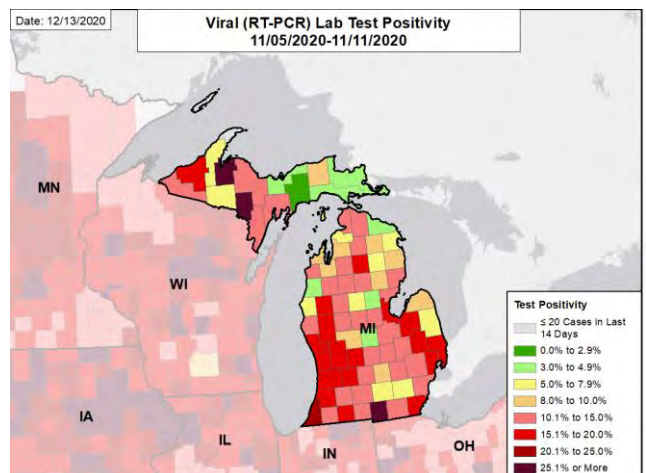 Date: 12/13/2020
Viral (RT-PCR) Lab Test Positivity
11/05/2020-11/11/2020
MN
WI
MI
IA
IL
IN
OH
Test Positivity
≤ 20 Cases in Last
14 Days
0.0% to 2.9%
3.0% to 4.9%
5.0% to 7.9%
8.0% to 10.0%
10.1% to 15.0%
15.1% to 20.0%
20.1% to 25.0%
25.1% or More